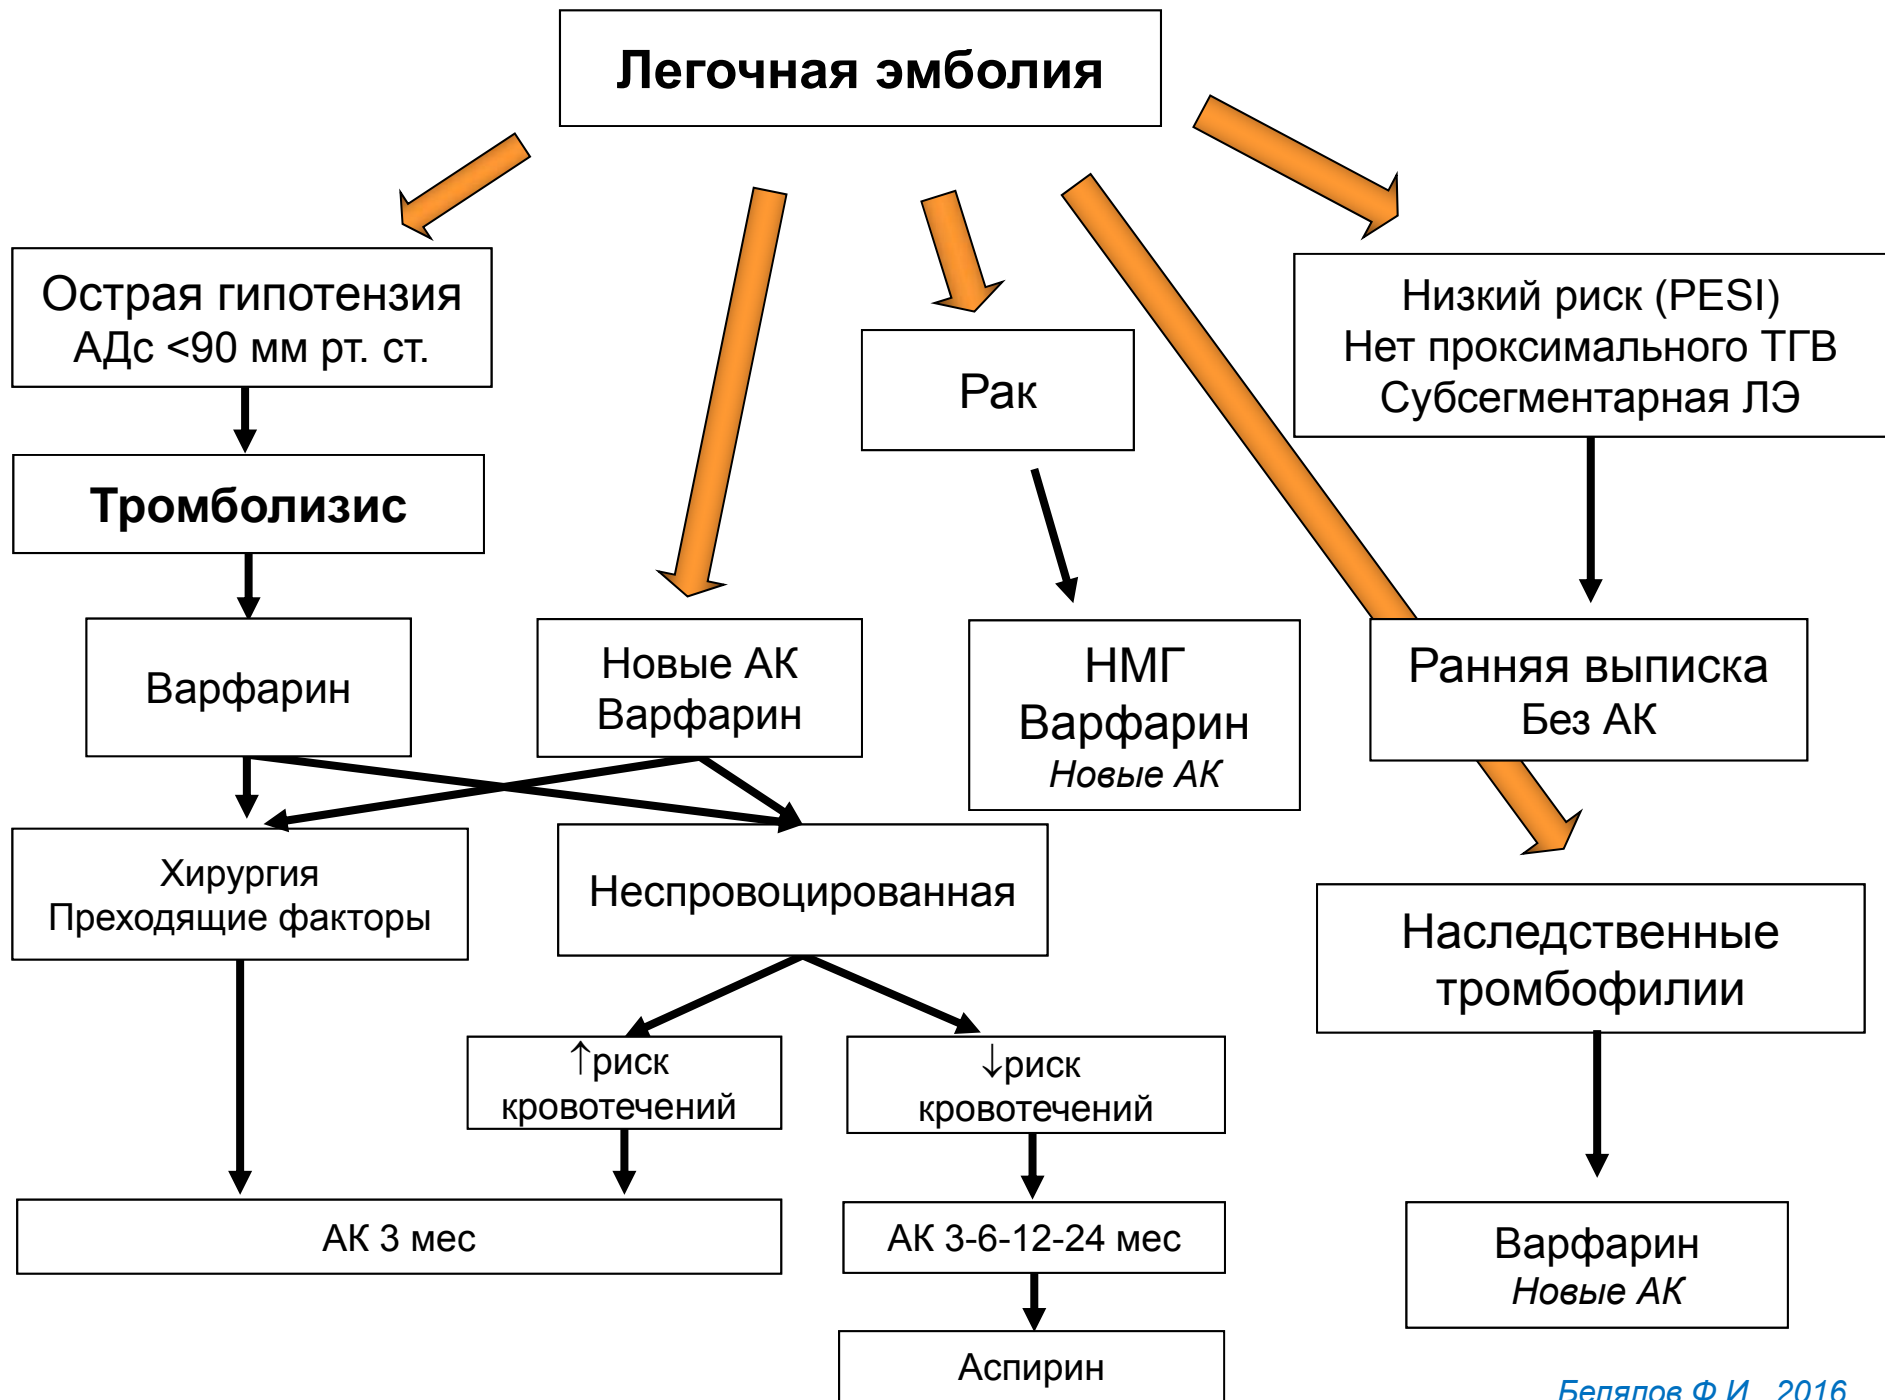 Легочная эмболия
Острая гипотензия
АДс <90 мм рт. ст.
Низкий риск (PESI)
Нет проксимального ТГВ
Субсегментарная ЛЭ
Рак
Тромболизис
Варфарин
Новые АК
Варфарин
НМГ
Варфарин
Новые АК
Ранняя выписка
Без АК
Хирургия
Преходящие факторы
Неспровоцированная
Наследственные
тромбофилии
↑риск
кровотечений
↓риск
кровотечений
АК 3 мес
АК 3-6-12-24 мес
Варфарин
Новые АК
Аспирин
Белялов Ф.И., 2016